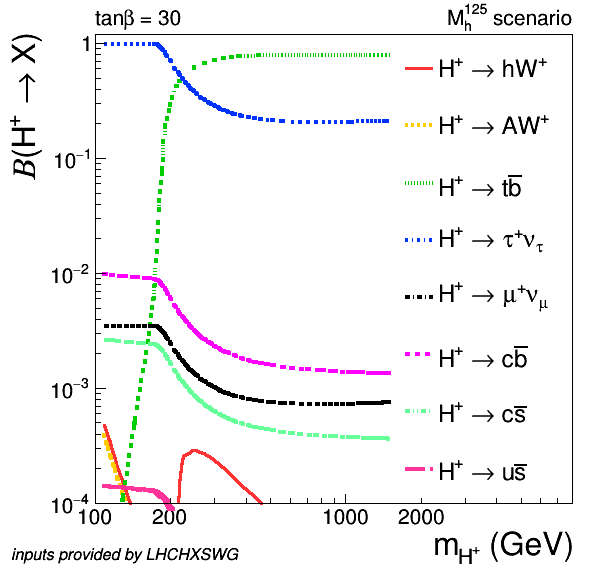 tanβ = 30
M_h^125 scenario
B(H⁺ → X)
1
10⁻¹
10⁻²
10⁻³
10⁻⁴
H⁺ → hW⁺
H⁺ → AW⁺
H⁺ → tb̅
H⁺ → τ⁺ν_τ
H⁺ → μ⁺ν_μ
H⁺ → cb̅
H⁺ → cs̅
H⁺ → us̅
100 200 1000 2000
m_H⁺ (GeV)
inputs provided by LHCHXSWG